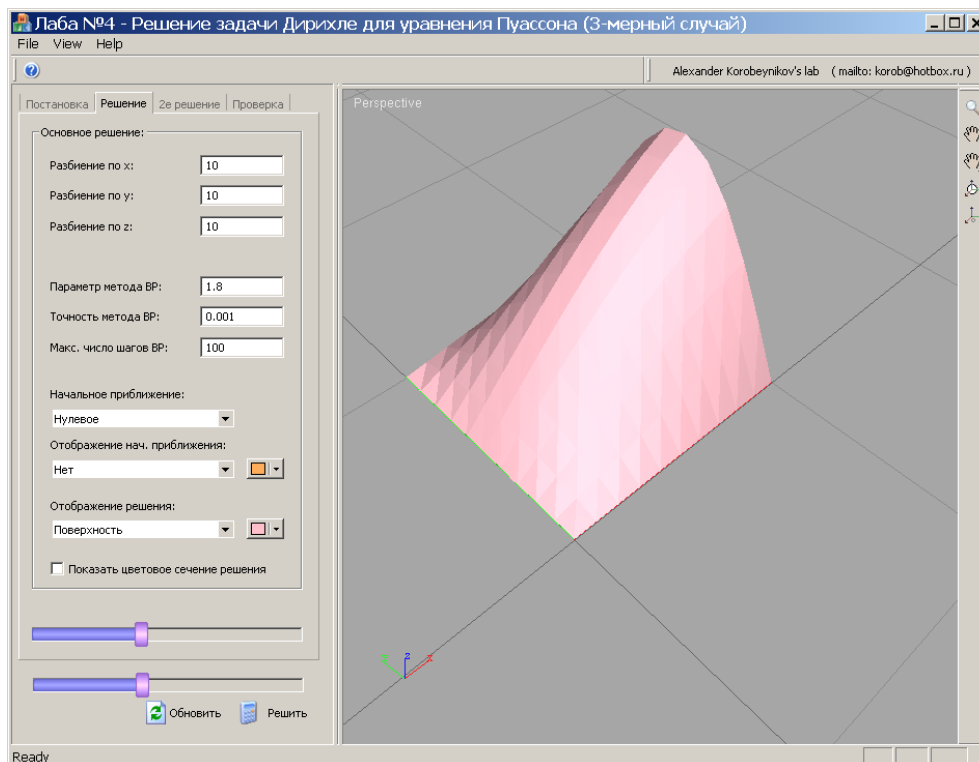 Лаба №4 - Решение задачи Дирихле для уравнения Пуассона (3-мерный случай)
File View Help
Alexander Korobeynikov's lab ( mailto: korob@hotbox.ru )
Постановка Решение 2е решение Проверка
Perspective
Основное решение:
Разбиение по x: 10
Разбиение по y: 10
Разбиение по z: 10
Параметр метода ВР: 1.8
Точность метода ВР: 0.001
Макс. число шагов ВР: 100
Начальное приближение:
Нулевое
Отображение нач. приближения:
Нет
Отображение решения:
Поверхность
Показать цветовое сечение решения
z
Обновить Решить
Ready